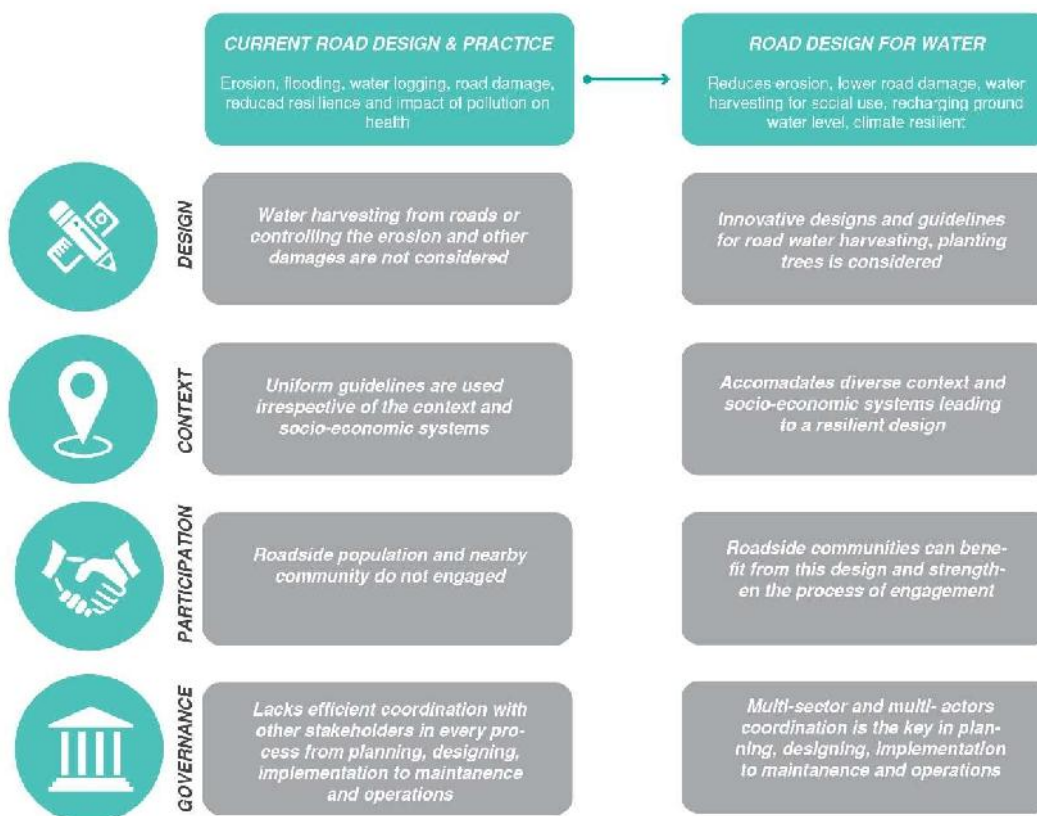 CURRENT ROAD DESIGN & PRACTICE
Erosion, flooding, water logging, road damage,
reduced resilience and impact of pollution on
health
ROAD DESIGN FOR WATER
Reduces erosion, lower road damage, water
harvesting for social use, recharging ground
water level, climate resilient
DESIGN
Water harvesting from roads or
controlling the erosion and other
damages are not considered
Innovative designs and guidelines
for road water harvesting, planting
trees is considered
CONTEXT
Uniform guidelines are used
irrespective of the context and
socio-economic systems
Accomadates diverse context and
socio-economic systems leading
to a resilient design
PARTICIPATION
Roadside population and nearby
community do not engaged
Roadside communities can bene-
fit from this design and strength-
en the process of engagement
GOVERNANCE
Lacks efficient coordination with
other stakeholders in every pro-
cess from planning, designing,
implementation to maintanence
and operations
Multi-sector and multi- actors
coordination is the key in plan-
ning, designing, implementation
to maintanence and operations